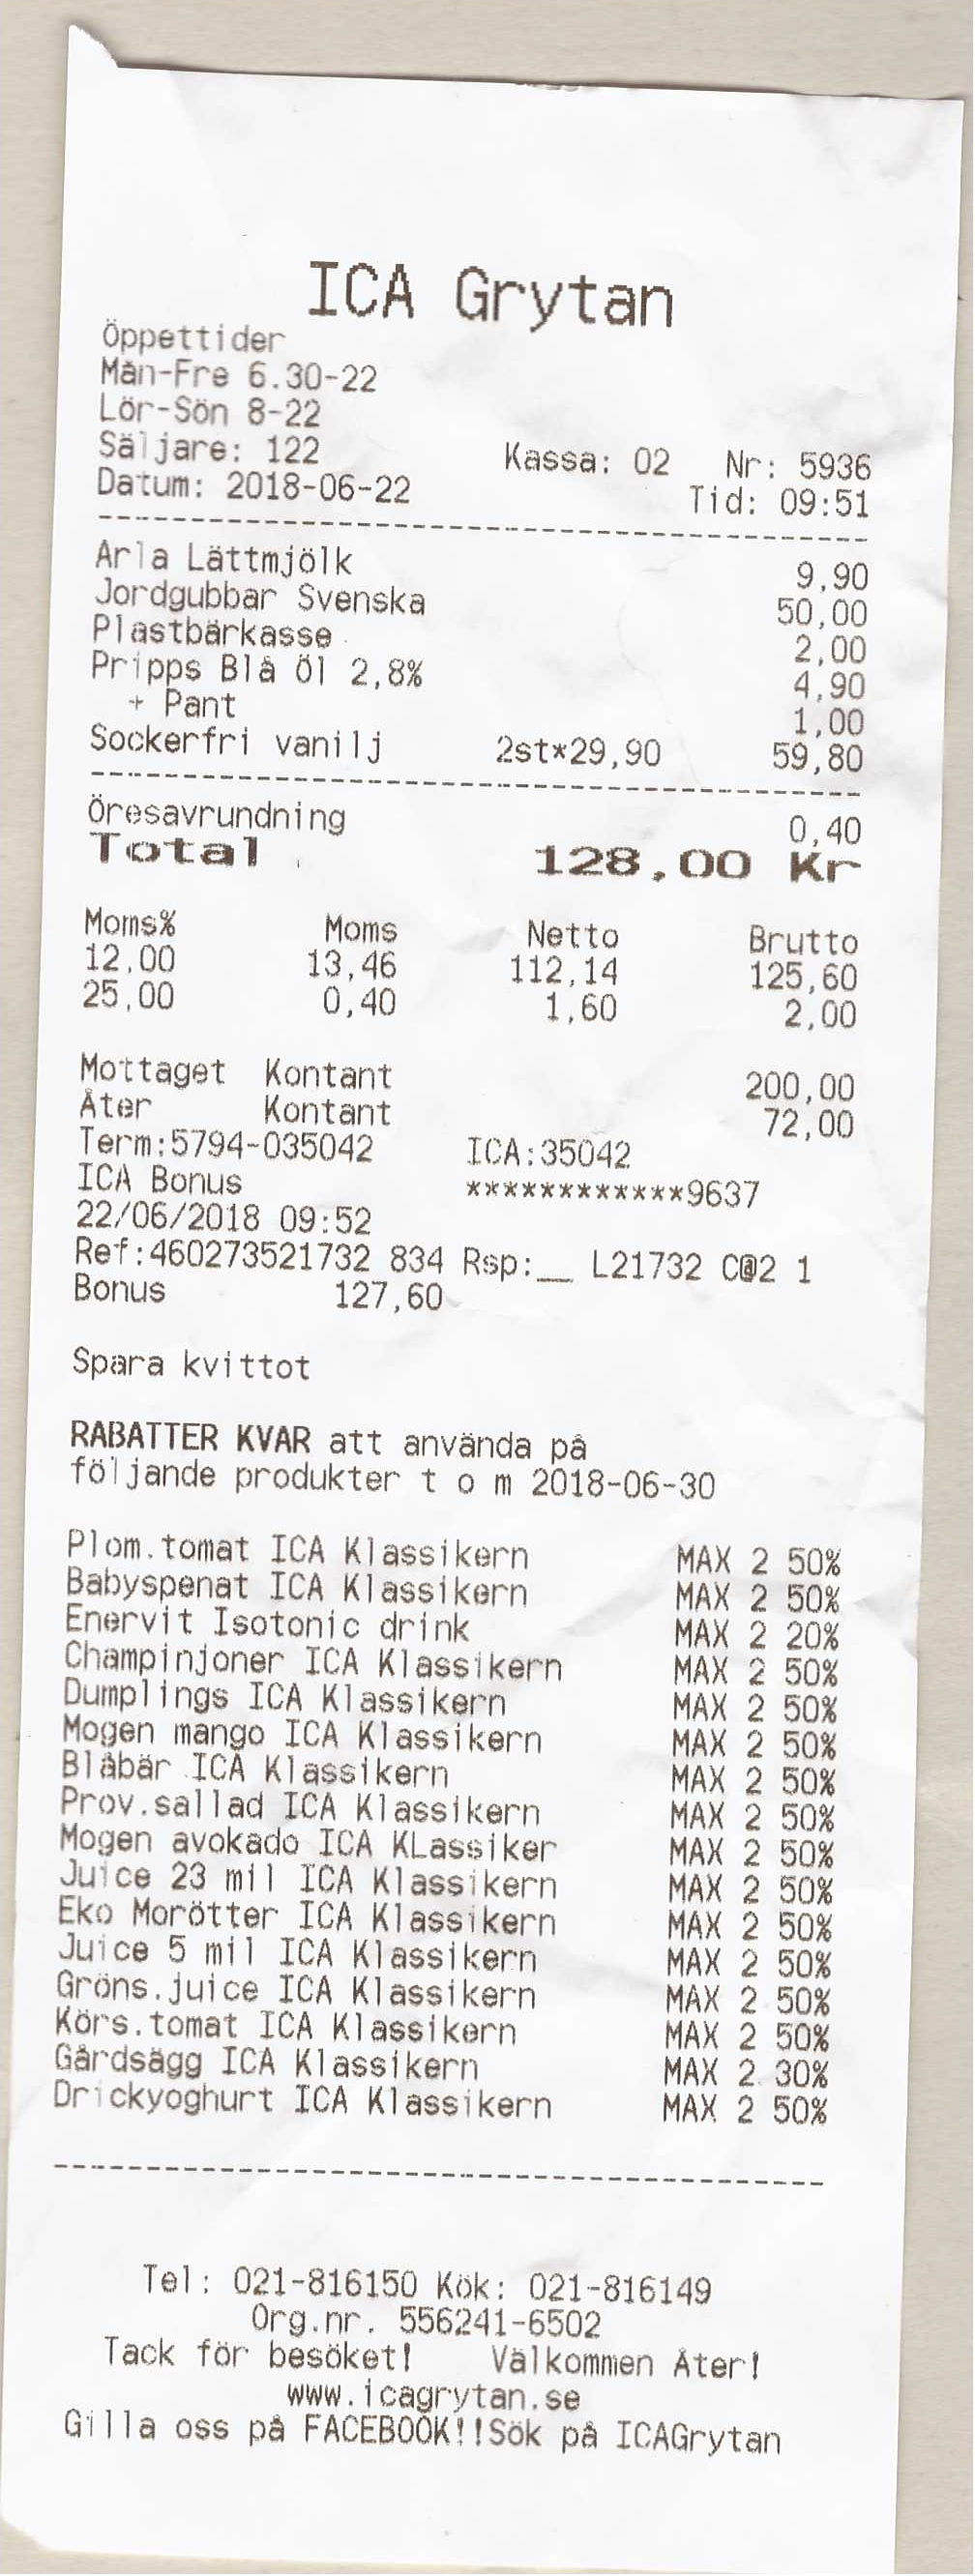 ICA Grytan
Öppettider
Mån-Fre 6.30-22
Lör-Sön 8-22
Säljare: 122 Kassa: 02 Nr: 5936
Datum: 2018-06-22 Tid: 09:51
------------------------------------------
Arla Lättmjölk 9,90
Jordgubbar Svenska 50,00
Plastbärkasse 2,00
Pripps Blå Öl 2,8% 4,90
+ Pant 1,00
Sockerfri vanilj 2st*29,90 59,80
------------------------------------------
Öresavrundning 0,40
Total 128,00 Kr
Moms% Moms Netto Brutto
12,00 13,46 112,14 125,60
25,00 0,40 1,60 2,00
Mottaget Kontant 200,00
Åter Kontant 72,00
Term:5794-035042 ICA:35042
ICA Bonus ************9637
22/06/2018 09:52
Ref:460273521732 834 Rsp:__ L21732 C@2 1
Bonus 127,60
Spara kvittot
RABATTER KVAR att använda på
följande produkter t o m 2018-06-30
Plom.tomat ICA Klassikern MAX 2 50%
Babyspenat ICA Klassikern MAX 2 50%
Enervit Isotonic drink MAX 2 20%
Champinjoner ICA Klassikern MAX 2 50%
Dumplings ICA Klassikern MAX 2 50%
Mogen mango ICA Klassikern MAX 2 50%
Blåbär ICA Klassikern MAX 2 50%
Prov.sallad ICA Klassikern MAX 2 50%
Mogen avokado ICA KLassiker MAX 2 50%
Juice 23 mil ICA Klassikern MAX 2 50%
Eko Morötter ICA Klassikern MAX 2 50%
Juice 5 mil ICA Klassikern MAX 2 50%
Gröns.juice ICA Klassikern MAX 2 50%
Körs.tomat ICA Klassikern MAX 2 50%
Gårdsägg ICA Klassikern MAX 2 30%
Drickyoghurt ICA Klassikern MAX 2 50%
------------------------------------------
Tel: 021-816150 Kök: 021-816149
Org.nr. 556241-6502
Tack för besöket! Välkommen Åter!
www.icagrytan.se
Gilla oss på FACEBOOK!!Sök på ICAGrytan